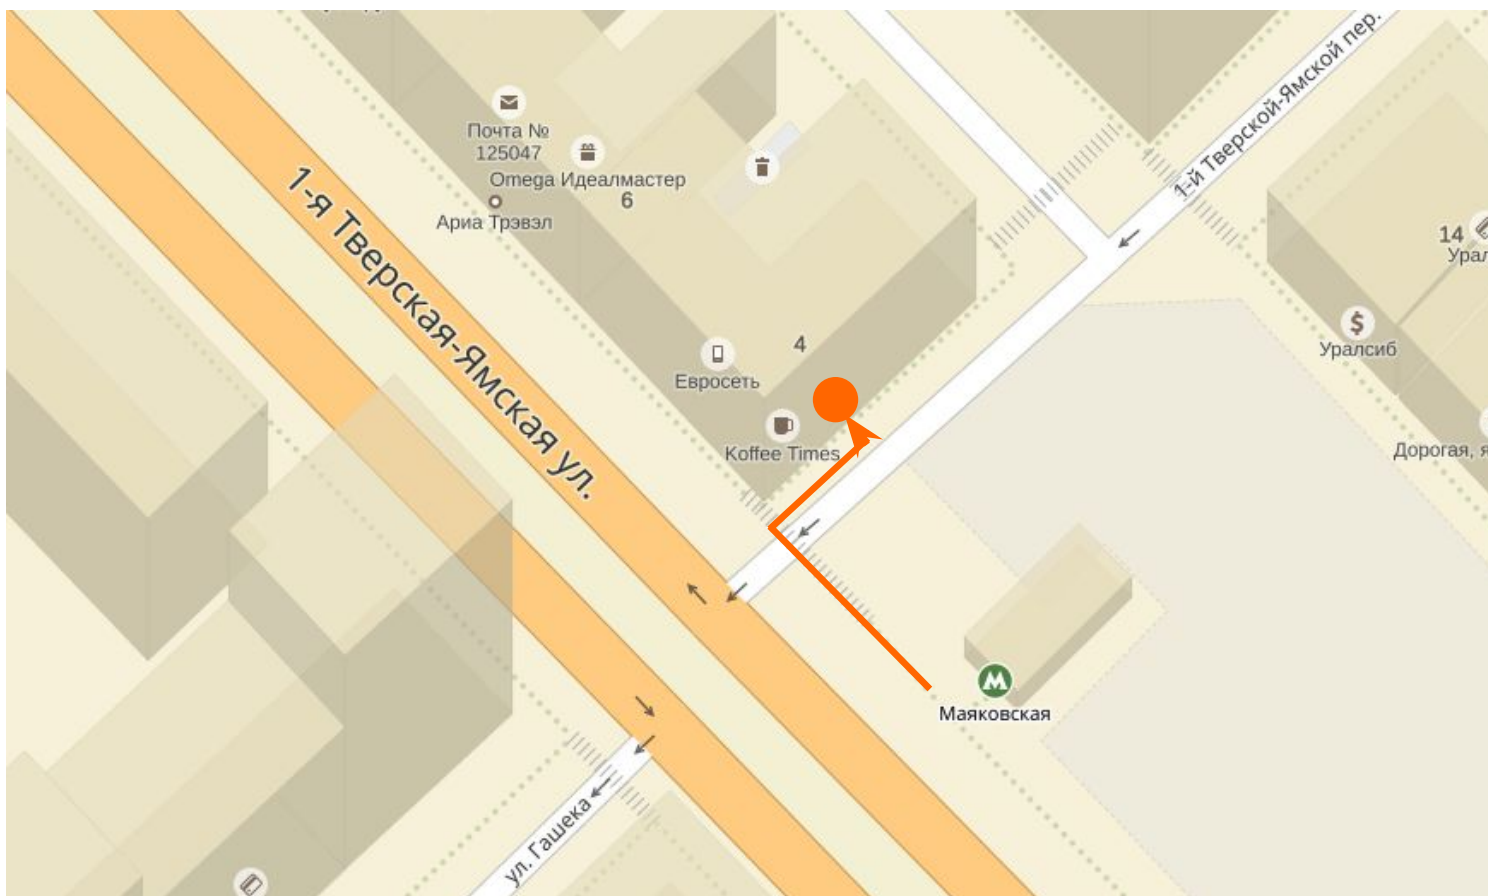 Почта №
125047
Omega Идеалмастер
6
Ариа Трэвэл
1-я Тверская-Ямская ул.
1-й Тверской-Ямской пер.
14
Урал
$
Уралсиб
4
Евросеть
Koffee Times
Дорогая, я
М
Маяковская
ул. Гашека